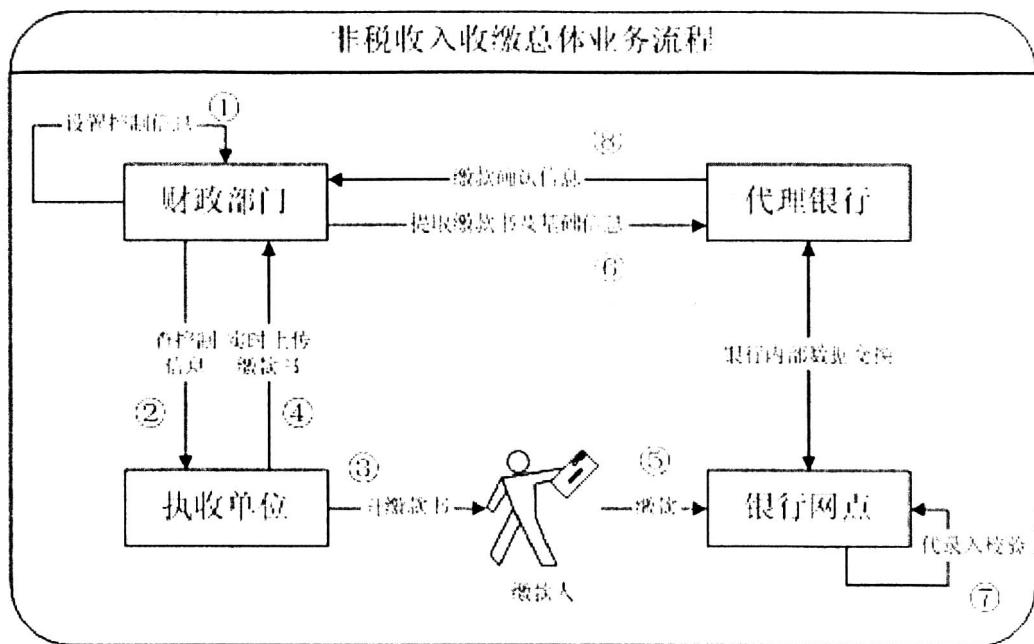 非税收入收缴总体业务流程
①
设置控制信息
⑧
缴款确认信息
财政部门
代理银行
提取缴款书及基础信息
⑥
查控制 实时上传
信息 缴款书
银行内部数据交换
② ④
③ ⑤
执收单位
开缴款书
缴款
银行网点
代录入校验
缴款人
⑦